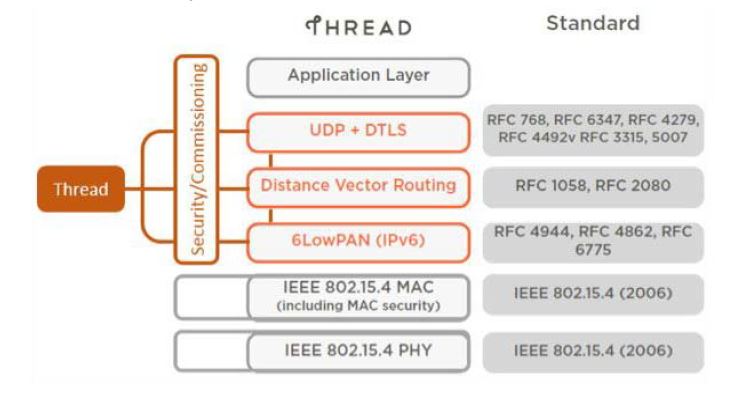 THREAD
Standard
Application Layer
Security/Commissioning
Thread
UDP + DTLS
RFC 768, RFC 6347, RFC 4279,
RFC 4492v RFC 3315, 5007
Distance Vector Routing
RFC 1058, RFC 2080
6LowPAN (IPv6)
RFC 4944, RFC 4862, RFC
6775
IEEE 802.15.4 MAC
(including MAC security)
IEEE 802.15.4 (2006)
IEEE 802.15.4 PHY
IEEE 802.15.4 (2006)